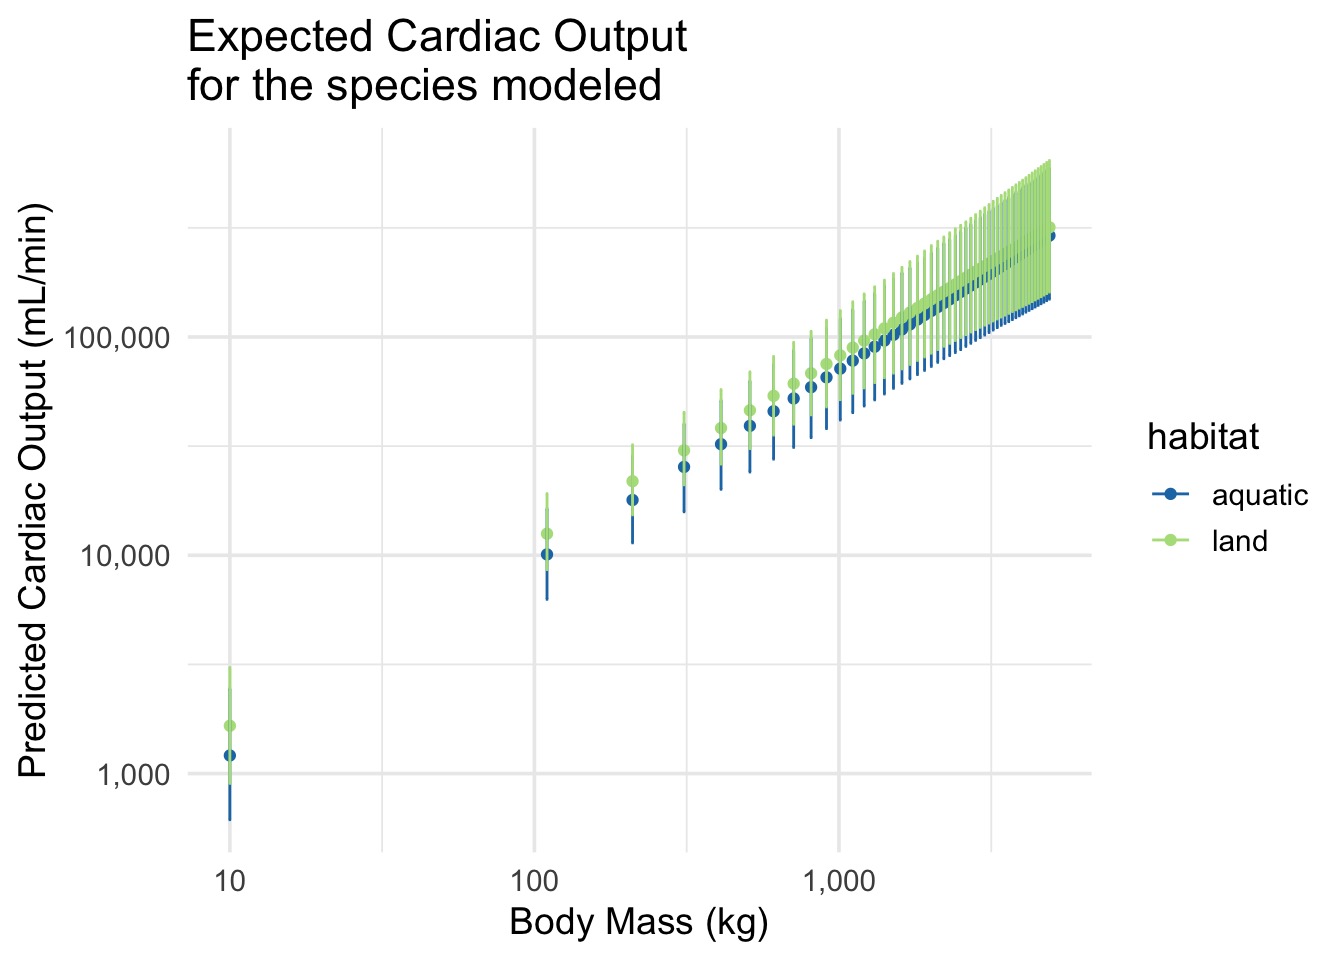 Expected Cardiac Output
for the species modeled
Predicted Cardiac Output (mL/min)
100,000
10,000
1,000
10
100
1,000
Body Mass (kg)
habitat
aquatic
land